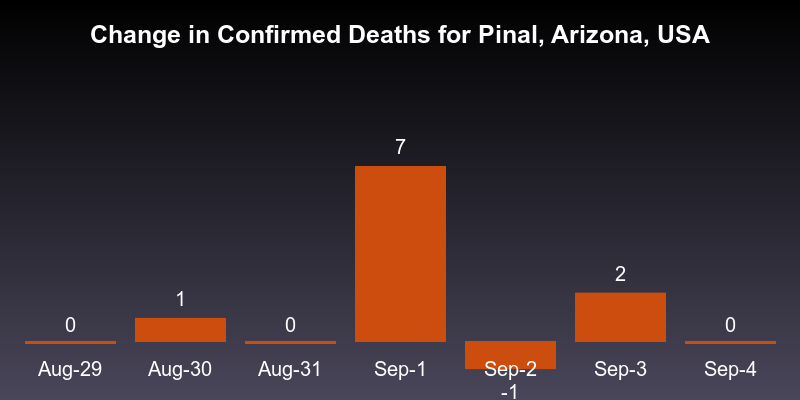 Change in Confirmed Deaths for Pinal, Arizona, USA
7
2
1
0
0
0
Aug-29
Aug-30
Aug-31
Sep-1
Sep-2
Sep-3
Sep-4
-1